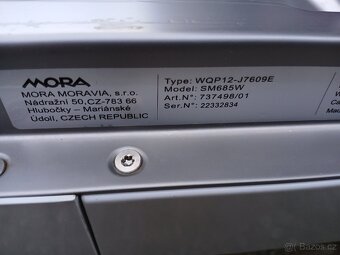 MORA
MORA MORAVIA, s.r.o.
Nádražní 50,CZ-783 66
Hlubočky – Mariánské
Údolí, CZECH REPUBLIC
Type: WQP12-J7609E
Model: SM685W
Art.N°: 737498/01
Ser.N°: 22332834
Bazos.cz